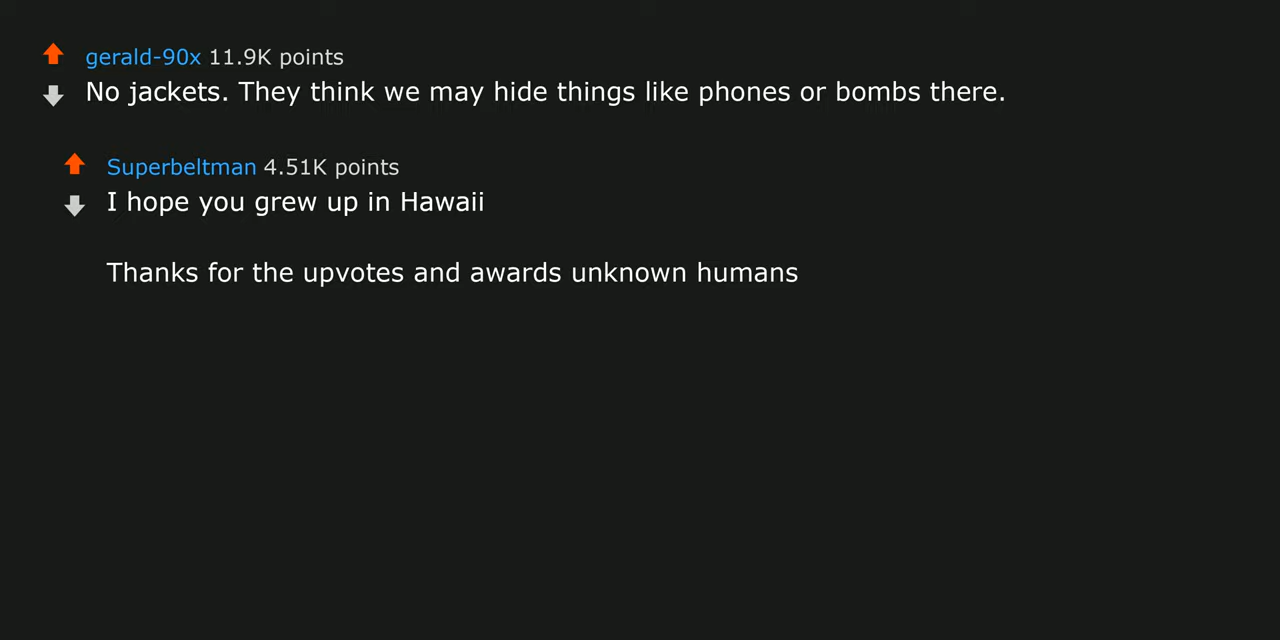 gerald-90x 11.9K points
No jackets. They think we may hide things like phones or bombs there.
Superbeltman 4.51K points
I hope you grew up in Hawaii
Thanks for the upvotes and awards unknown humans